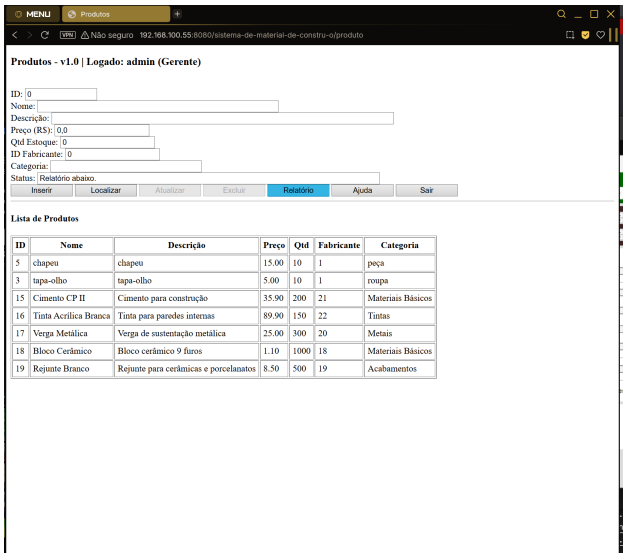 MENU Produtos
VPN Não seguro 192.168.100.55:8080/sistema-de-material-de-constru-o/produto
Produtos - v1.0 | Logado: admin (Gerente)
ID: 0
Nome:
Descrição:
Preço (R$): 0,0
Qtd Estoque: 0
ID Fabricante: 0
Categoria:
Status: Relatório abaixo.
Inserir Localizar Atualizar Excluir Relatório Ajuda Sair
Lista de Produtos
ID Nome Descrição Preço Qtd Fabricante Categoria
5 chapeu chapeu 15.00 10 1 peça
3 tapa-olho tapa-olho 5.00 10 1 roupa
15 Cimento CP II Cimento para construção 35.90 200 21 Materiais Básicos
16 Tinta Acrílica Branca Tinta para paredes internas 89.90 150 22 Tintas
17 Verga Metálica Verga de sustentação metálica 25.00 300 20 Metais
18 Bloco Cerâmico Bloco cerâmico 9 furos 1.10 1000 18 Materiais Básicos
19 Rejunte Branco Rejunte para cerâmicas e porcelanatos 8.50 500 19 Acabamentos